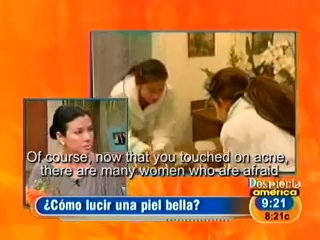 Of course, now that you touched on acne,
there are many women who are afraid
Despierta
america
¿Cómo lucir una piel bella?
9:21
8:21c